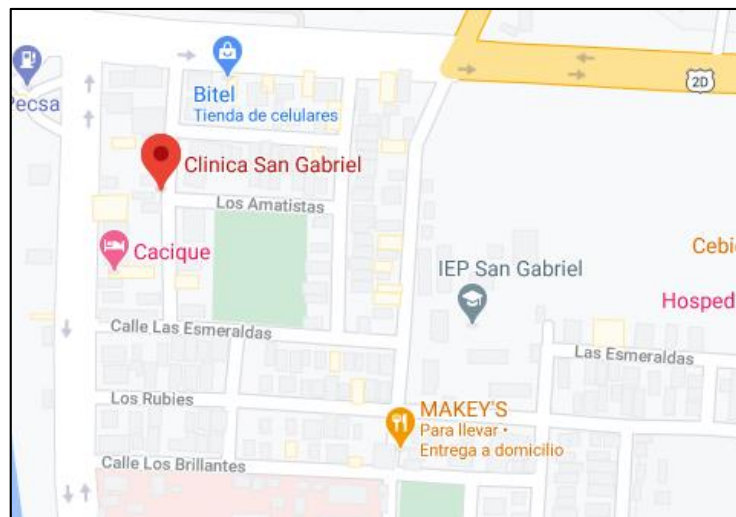 Bitel
Tienda de celulares
2D
Clinica San Gabriel
Los Amatistas
Cacique
IEP San Gabriel
Cebi
Hosped
Calle Las Esmeraldas
Las Esmeraldas
Los Rubies
MAKEY'S
Para llevar •
Entrega a domicilio
Calle Los Brillantes